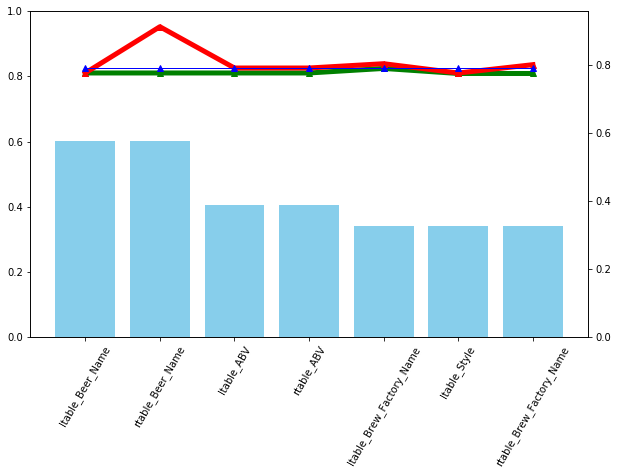 1.0
0.8
0.6
0.4
0.2
0.0
0.8
0.6
0.4
0.2
0.0
ltable_Beer_Name
rtable_Beer_Name
ltable_ABV
rtable_ABV
ltable_Brew_Factory_Name
ltable_Style
rtable_Brew_Factory_Name